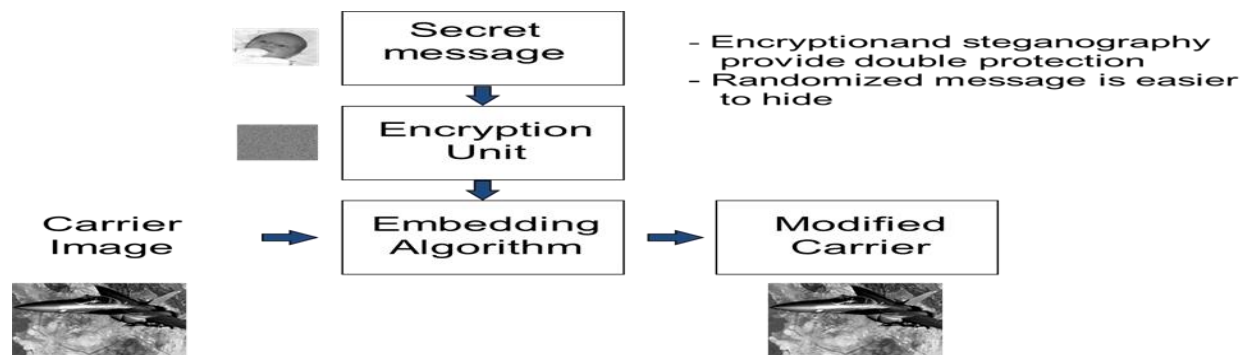 Secret
message
- Encryptionand steganography
provide double protection
- Randomized message is easier
to hide
Encryption
Unit
Carrier
Image
Embedding
Algorithm
Modified
Carrier